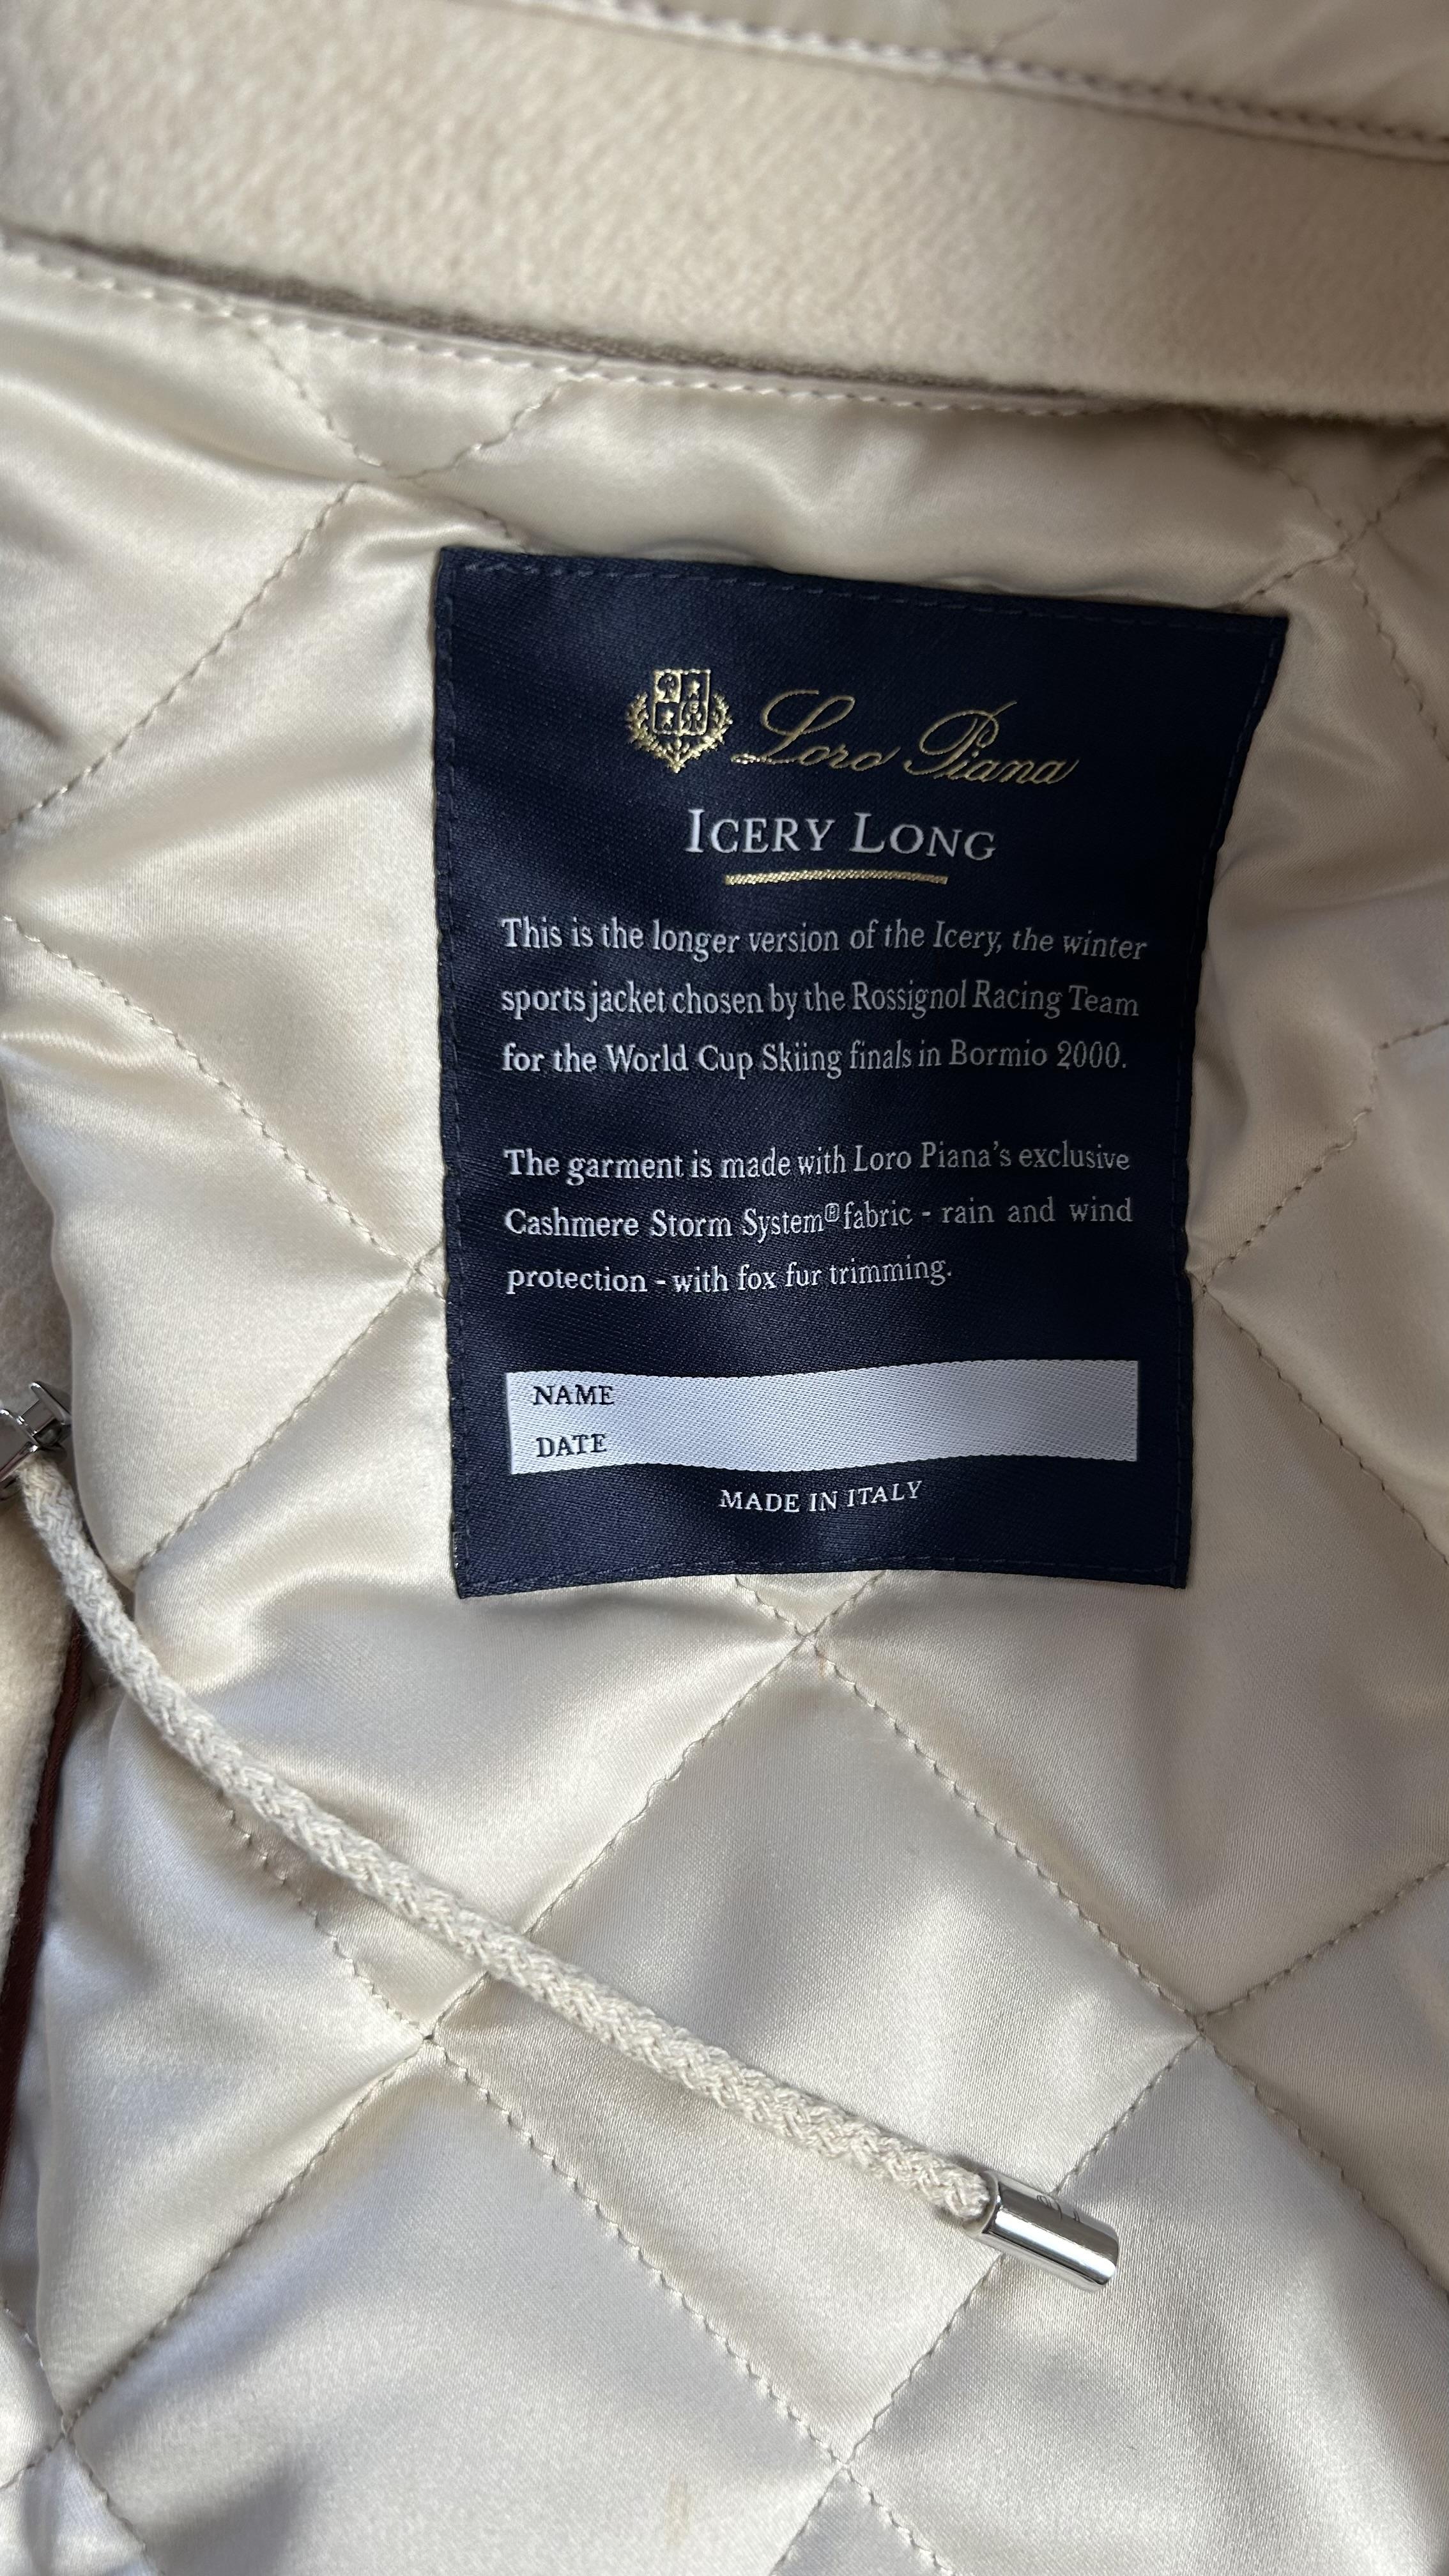 Loro Piana
ICERY LONG
This is the longer version of the Icery, the winter
sports jacket chosen by the Rossignol Racing Team
for the World Cup Skiing finals in Bormio 2000.
The garment is made with Loro Piana's exclusive
Cashmere Storm System® fabric - rain and wind
protection - with fox fur trimming.
NAME
DATE
MADE IN ITALY